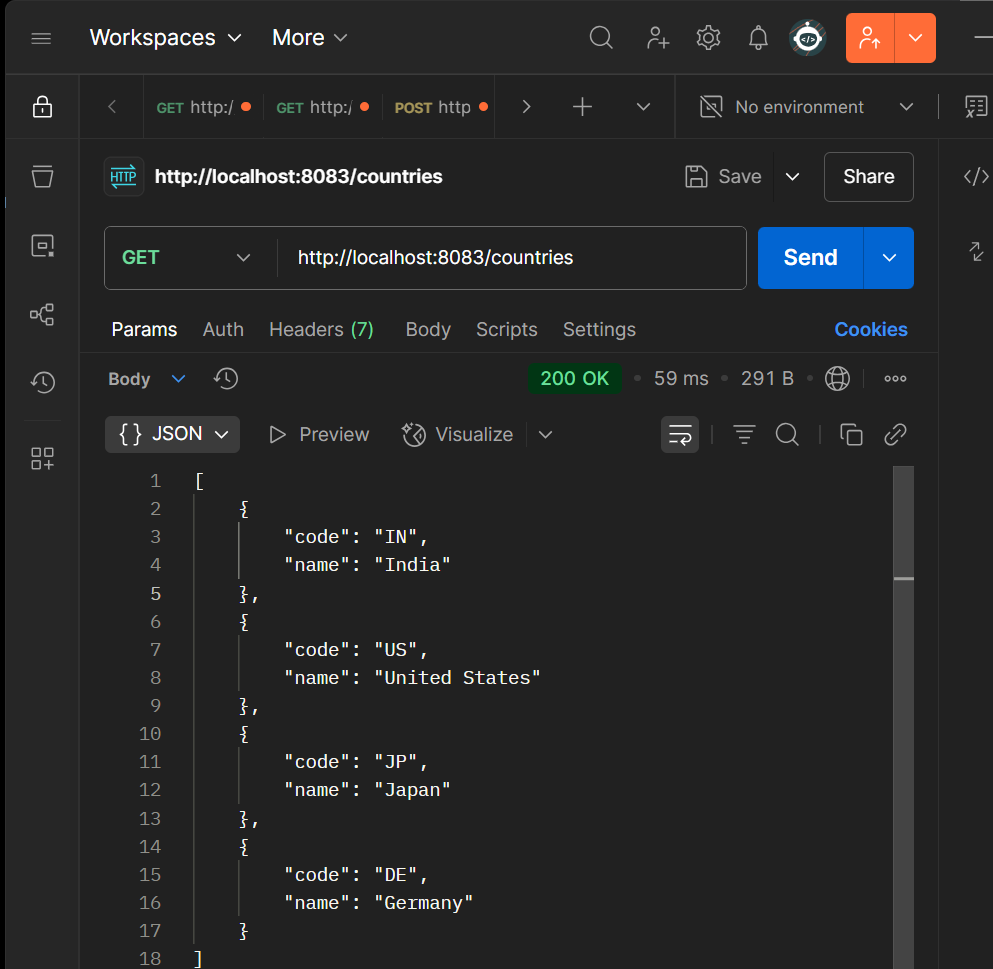 Workspaces More
GET http:/ GET http:/ POST http No environment
HTTP http://localhost:8083/countries Save Share
GET http://localhost:8083/countries Send
Params Auth Headers (7) Body Scripts Settings Cookies
Body 200 OK 59 ms 291 B
{} JSON Preview Visualize
1 [
2 {
3 "code": "IN",
4 "name": "India"
5 },
6 {
7 "code": "US",
8 "name": "United States"
9 },
10 {
11 "code": "JP",
12 "name": "Japan"
13 },
14 {
15 "code": "DE",
16 "name": "Germany"
17 }
18 ]